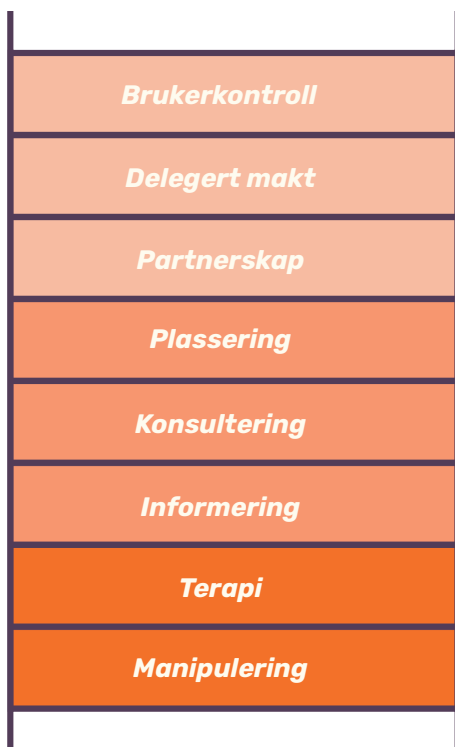 Brukerkontroll
Delegert makt
Partnerskap
Plassering
Konsultering
Informering
Terapi
Manipulering